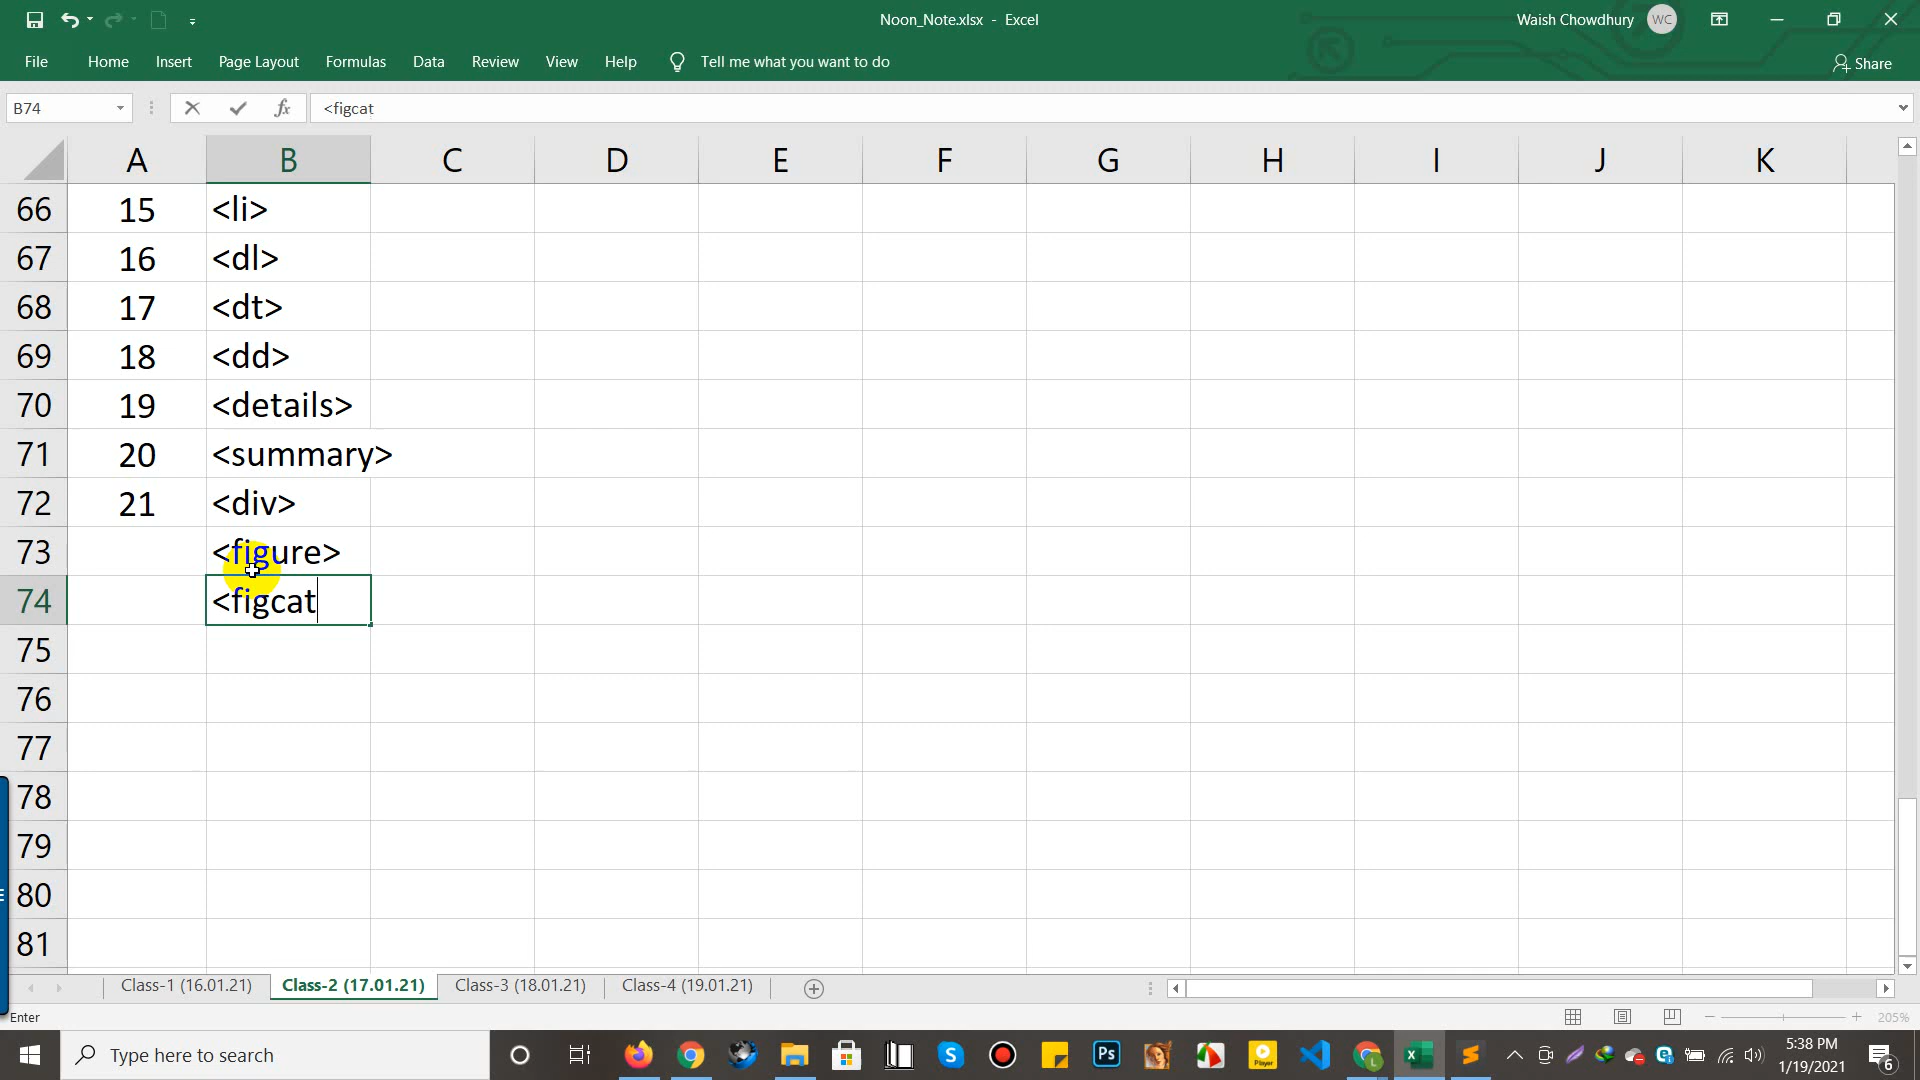 Noon_Note.xlsx - Excel
Waish Chowdhury WC
File Home Insert Page Layout Formulas Data Review View Help Tell me what you want to do Share
B74 fx <figcat
A B C D E F G H I J K
66 15 <li>
67 16 <dl>
68 17 <dt>
69 18 <dd>
70 19 <details>
71 20 <summary>
72 21 <div>
73 <figure>
74 <figcat
75
76
77
78
79
80
81
Class-1 (16.01.21) Class-2 (17.01.21) Class-3 (18.01.21) Class-4 (19.01.21)
Enter 205%
Type here to search
5:38 PM
1/19/2021
6